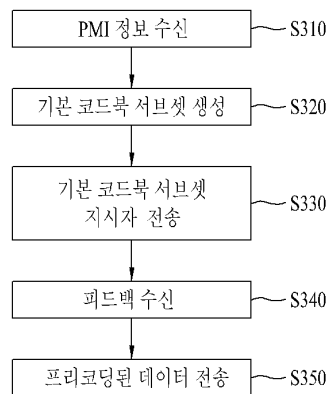 PMI 정보 수신
S310
기본 코드북 서브셋 생성
S320
기본 코드북 서브셋
지시자 전송
S330
피드백 수신
S340
프리코딩된 데이터 전송
S350